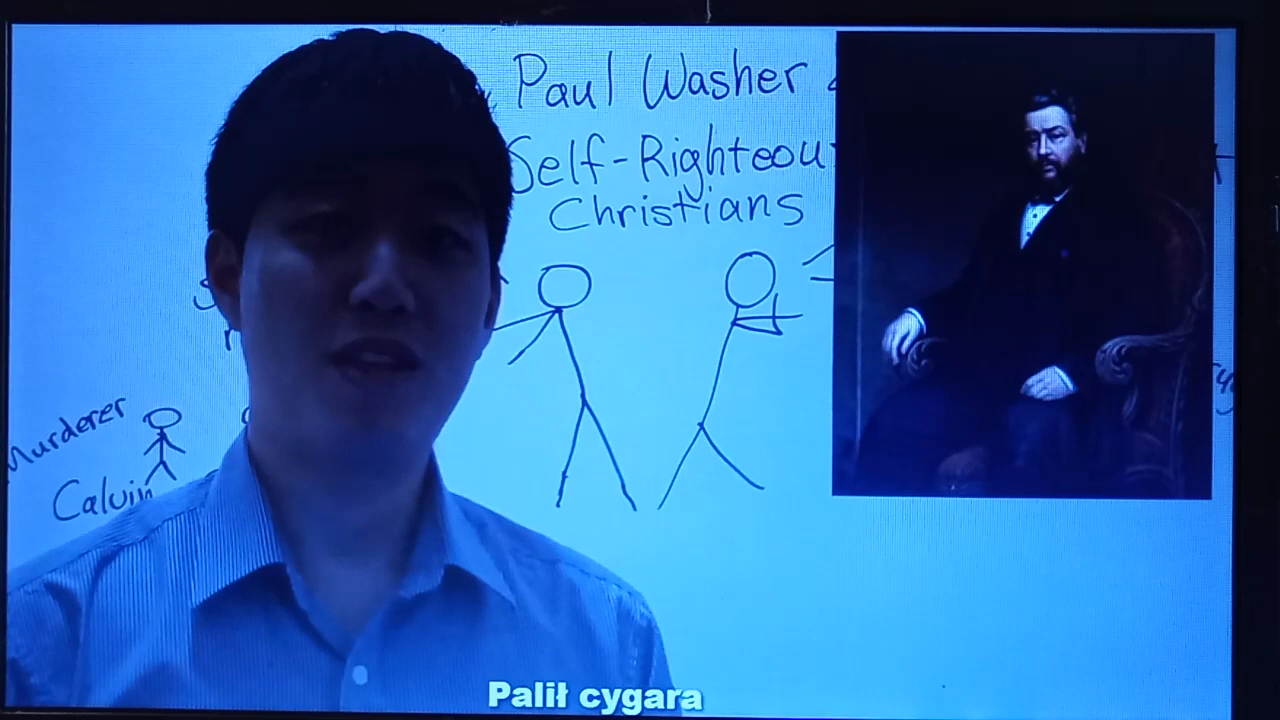 Paul Washer
Self-Righteou
Christians
Murderer
Calvin
Palił cygara